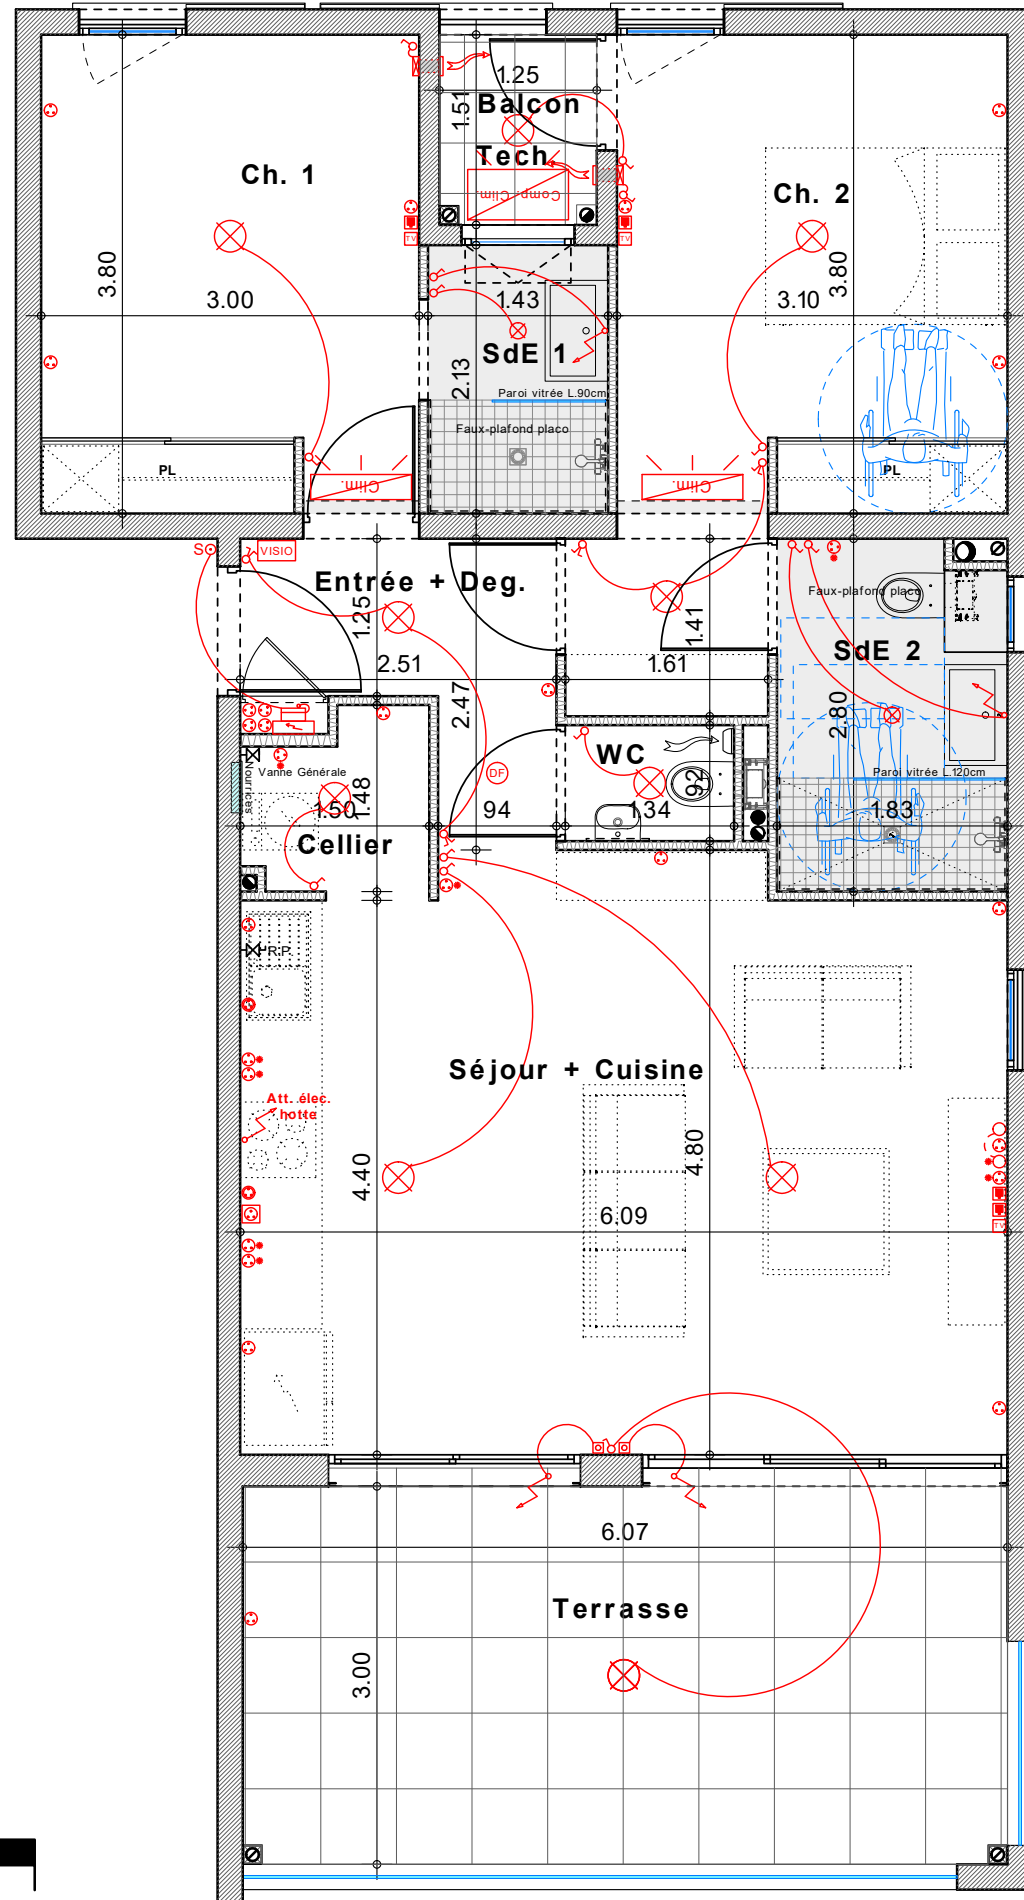 1.25
1.51
Balcon
Tech
Comp. Clim.
Ch. 1
Ch. 2
TV
TV
3.80
3.00
1.43
3.10
3.80
SdE 1
2.13
Paroi vitrée L.90cm
Faux-plafond placo
PL
Clim.
Clim.
PL
S
VISIO
Entrée + Deg.
1.25
2.51
1.41
1.61
Faux-plafond placo
SdE 2
2.47
2.80
WC
DF
Vanne Générale
Nourrices
1.50
1.48
94
1.34
92
Paroi vitrée L.120cm
1.83
Cellier
R.P.
Séjour + Cuisine
Att. élec.
hotte
4.40
4.80
6.09
TV
6.07
Terrasse
3.00